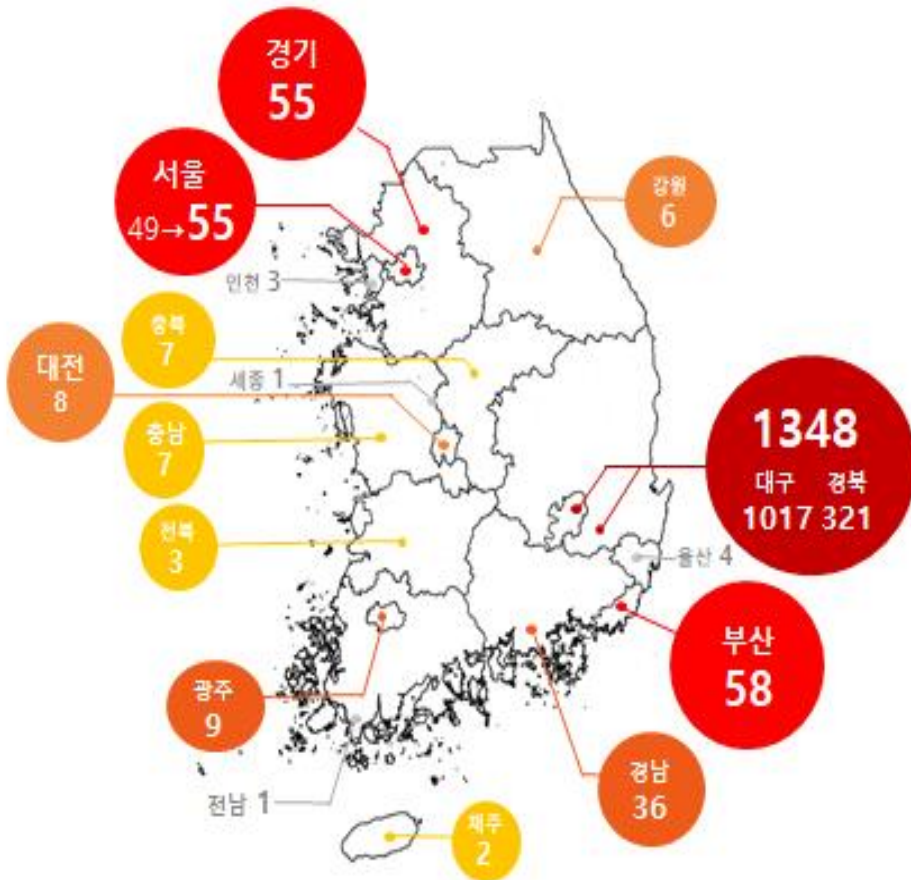 경기
55
서울
49→55
강원
6
인천 3
충북
7
대전
8
세종 1
충남
7
1348
대구 경북
1017 321
전북
3
울산 4
부산
58
광주
9
경남
36
전남 1
제주
2